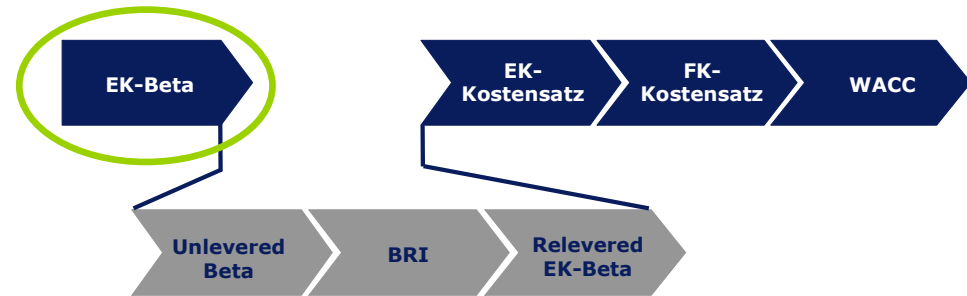 EK-Beta
EK-
Kostensatz
FK-
Kostensatz
WACC
Unlevered
Beta
BRI
Relevered
EK-Beta